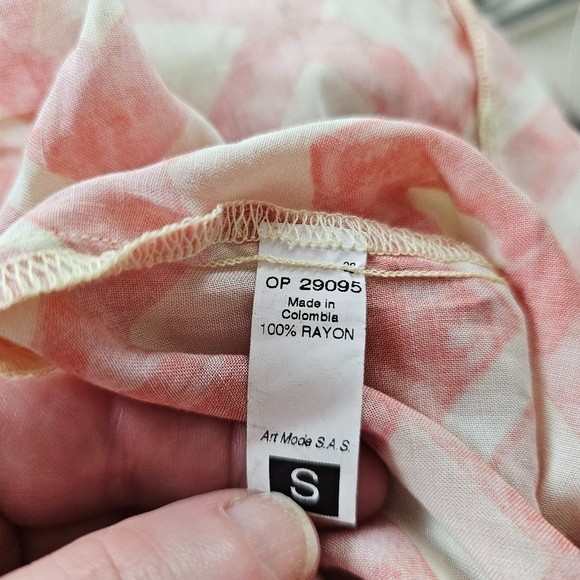 OP 29095
Made in
Colombia
100% RAYON
Art Mode S.A.S.
S